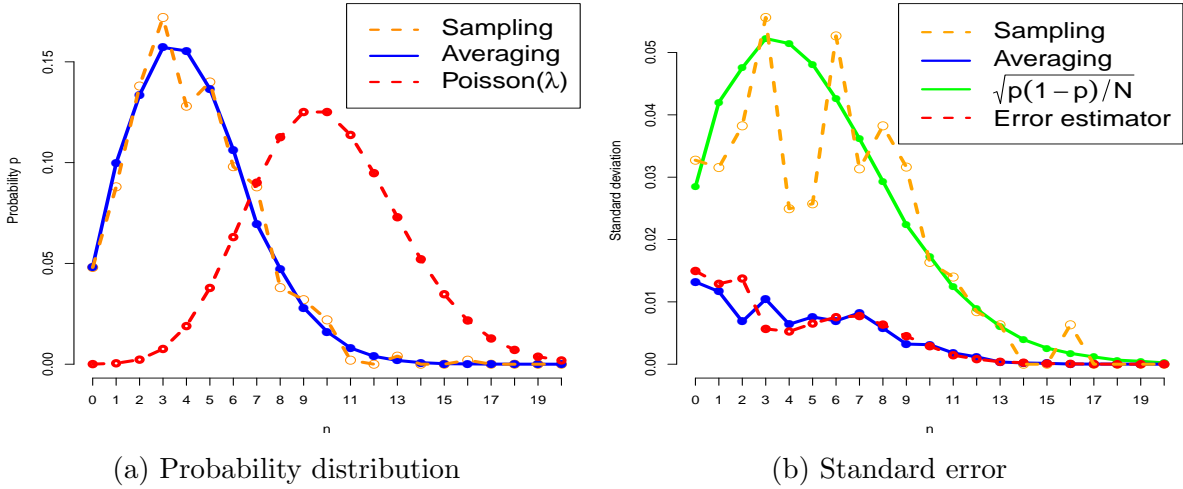 Sampling
Averaging
Poisson(λ)
Probability p
0.15
0.10
0.05
0.00
0 1 2 3 4 5 6 7 8 9 11 13 15 17 19
n
(a) Probability distribution
Sampling
Averaging
√p(1−p)/N
Error estimator
Standard deviation
0.05
0.04
0.03
0.02
0.01
0.00
0 1 2 3 4 5 6 7 8 9 11 13 15 17 19
n
(b) Standard error